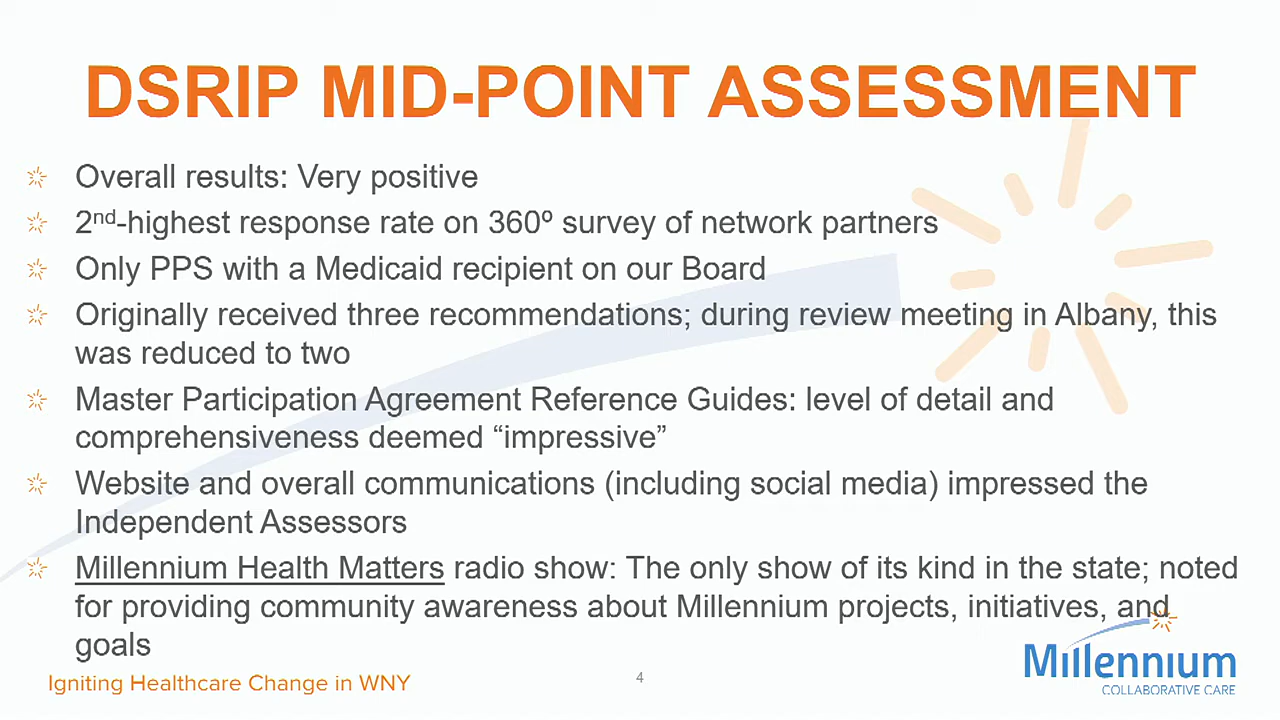 DSRIP MID-POINT ASSESSMENT
Overall results: Very positive
2nd-highest response rate on 360º survey of network partners
Only PPS with a Medicaid recipient on our Board
Originally received three recommendations; during review meeting in Albany, this
was reduced to two
Master Participation Agreement Reference Guides: level of detail and
comprehensiveness deemed “impressive”
Website and overall communications (including social media) impressed the
Independent Assessors
Millennium Health Matters radio show: The only show of its kind in the state; noted
for providing community awareness about Millennium projects, initiatives, and
goals
Igniting Healthcare Change in WNY
4
Millennium
COLLABORATIVE CARE